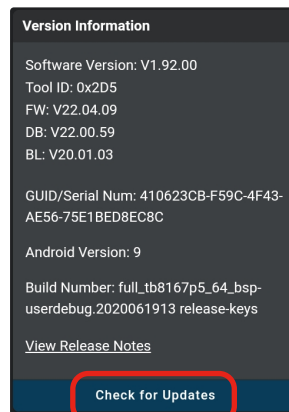 Version Information
Software Version: V1.92.00
Tool ID: 0x2D5
FW: V22.04.09
DB: V22.00.59
BL: V20.01.03
GUID/Serial Num: 410623CB-F59C-4F43-
AE56-75E1BED8EC8C
Android Version: 9
Build Number: full_tb8167p5_64_bsp-
userdebug.2020061913 release-keys
View Release Notes
Check for Updates